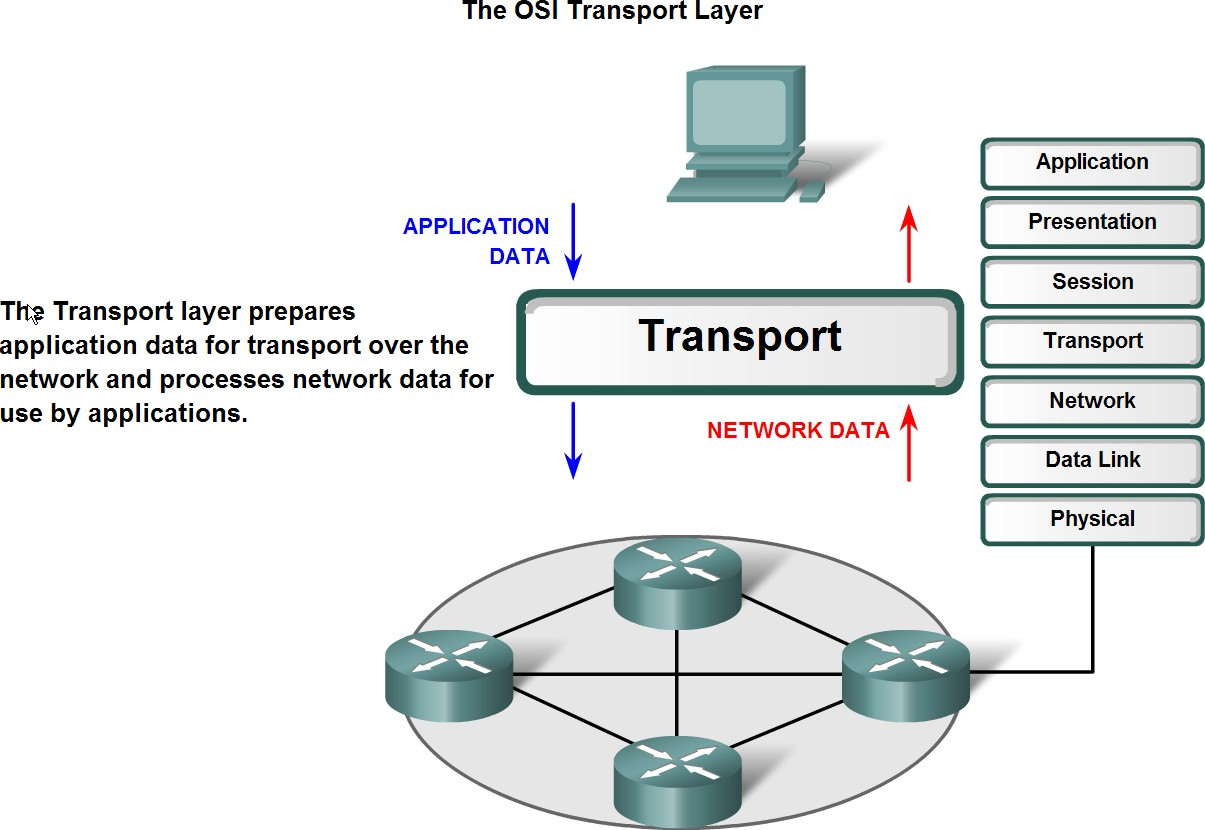 The OSI Transport Layer
APPLICATION
DATA
The Transport layer prepares
application data for transport over the
network and processes network data for
use by applications.
Transport
NETWORK DATA
Application
Presentation
Session
Transport
Network
Data Link
Physical